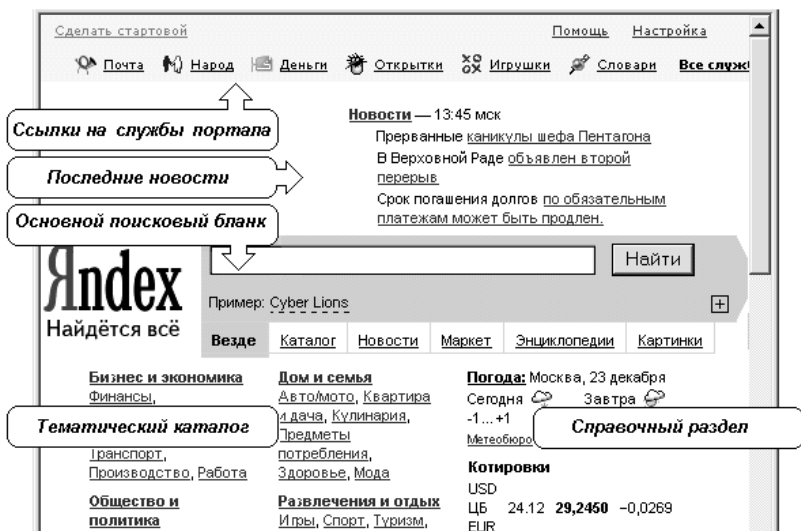 Сделать стартовой Помощь Настройка
Почта Народ Деньги Открытки Игрушки Словари Все служ
Ссылки на службы портала
Новости — 13:45 мск
Прерванные каникулы шефа Пентагона
В Верховной Раде объявлен второй
перерыв
Срок погашения долгов по обязательным
платежам может быть продлен.
Последние новости
Основной поисковый бланк
Яndex
Найдётся всё
Найти
Пример: Cyber Lions
Везде Каталог Новости Маркет Энциклопедии Картинки
Бизнес и экономика
Финансы,
Тематический каталог
Транспорт,
Производство, Работа
Общество и
политика
Дом и семья
Авто/мото, Квартира
и дача, Кулинария,
Предметы
потребления,
Здоровье, Мода
Развлечения и отдых
Игры, Спорт, Туризм,
Погода: Москва, 23 декабря
Сегодня Завтра
-1...+1
Метеобюро
Справочный раздел
Котировки
USD
ЦБ 24.12 29,2450 −0,0269
EUR